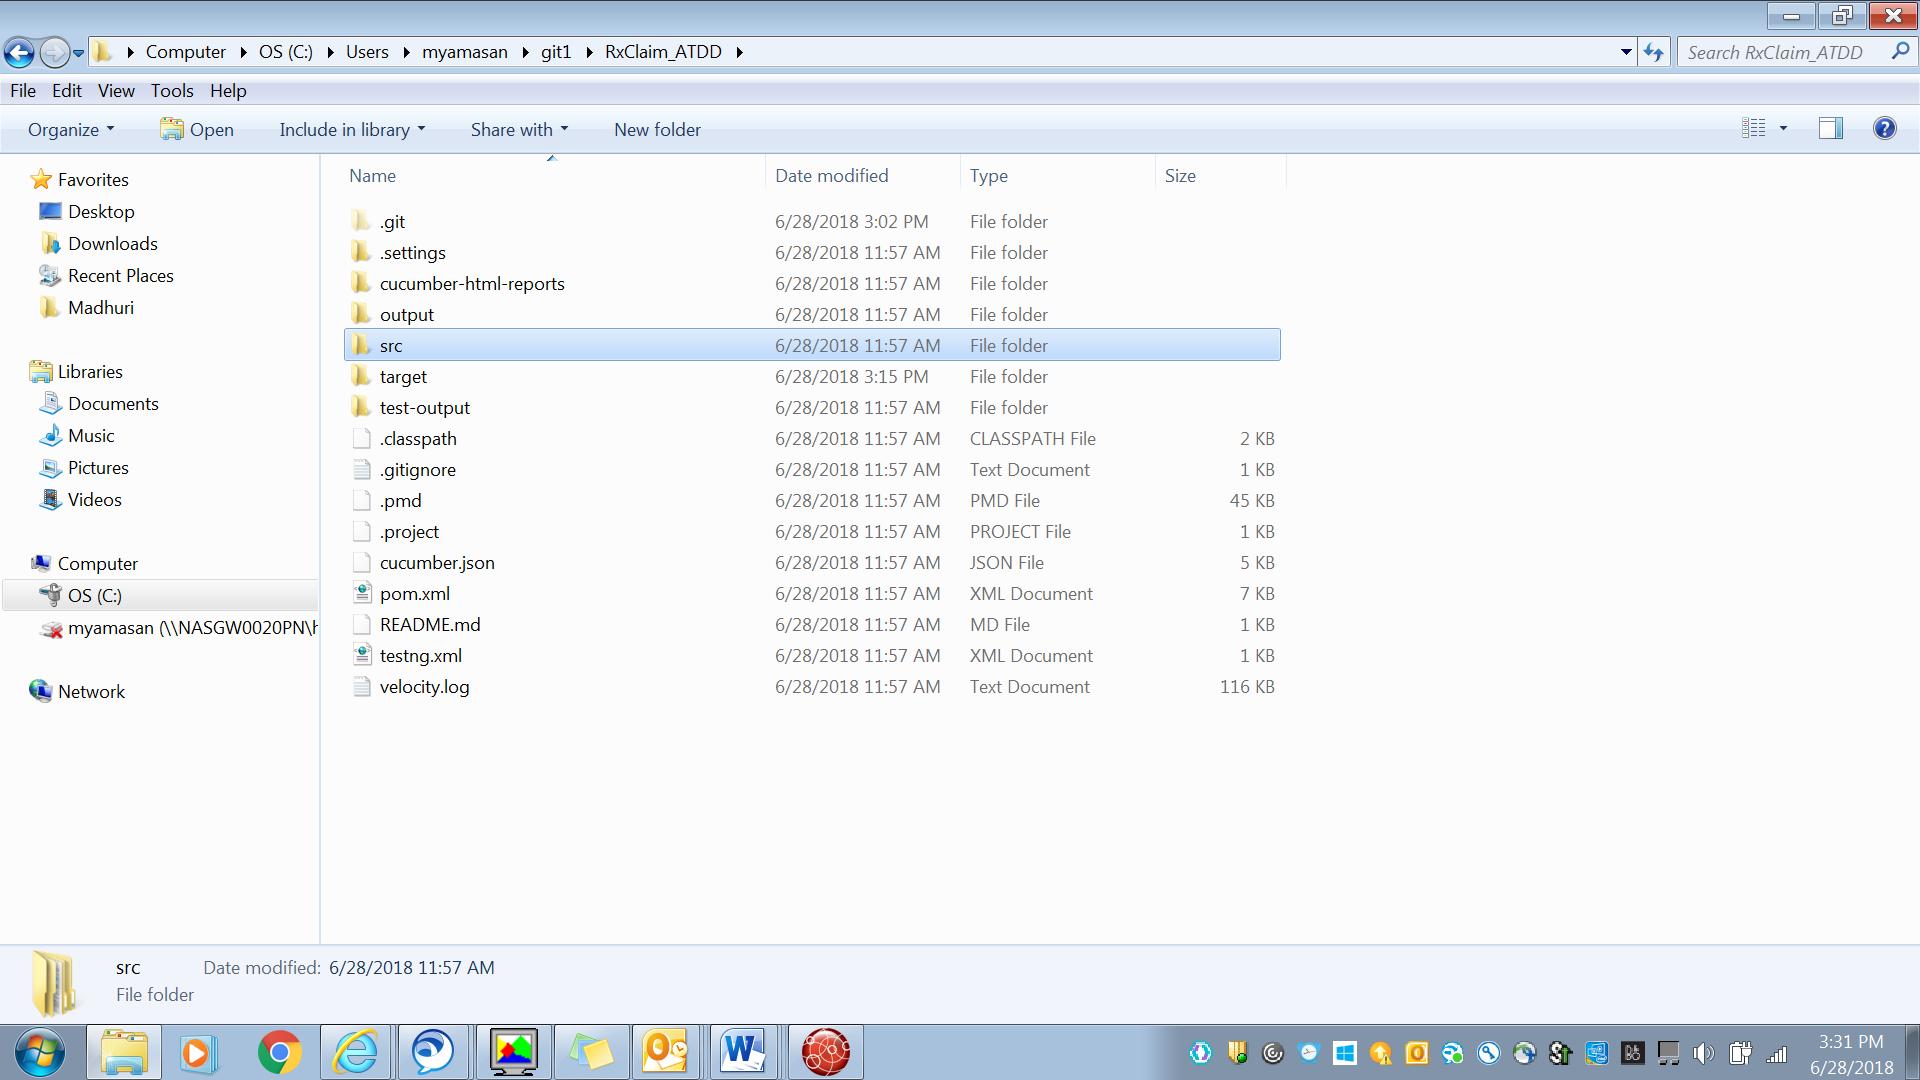 Computer OS (C:) Users myamasan git1 RxClaim_ATDD Search RxClaim_ATDD
File Edit View Tools Help
Organize Open Include in library Share with New folder
Favorites
Desktop
Downloads
Recent Places
Madhuri
Libraries
Documents
Music
Pictures
Videos
Computer
OS (C:)
myamasan (\\NASGW0020PN\h
Network
Name Date modified Type Size
.git 6/28/2018 3:02 PM File folder
.settings 6/28/2018 11:57 AM File folder
cucumber-html-reports 6/28/2018 11:57 AM File folder
output 6/28/2018 11:57 AM File folder
src 6/28/2018 11:57 AM File folder
target 6/28/2018 3:15 PM File folder
test-output 6/28/2018 11:57 AM File folder
.classpath 6/28/2018 11:57 AM CLASSPATH File 2 KB
.gitignore 6/28/2018 11:57 AM Text Document 1 KB
.pmd 6/28/2018 11:57 AM PMD File 45 KB
.project 6/28/2018 11:57 AM PROJECT File 1 KB
cucumber.json 6/28/2018 11:57 AM JSON File 5 KB
pom.xml 6/28/2018 11:57 AM XML Document 7 KB
README.md 6/28/2018 11:57 AM MD File 1 KB
testng.xml 6/28/2018 11:57 AM XML Document 1 KB
velocity.log 6/28/2018 11:57 AM Text Document 116 KB
src Date modified: 6/28/2018 11:57 AM
File folder
3:31 PM
6/28/2018